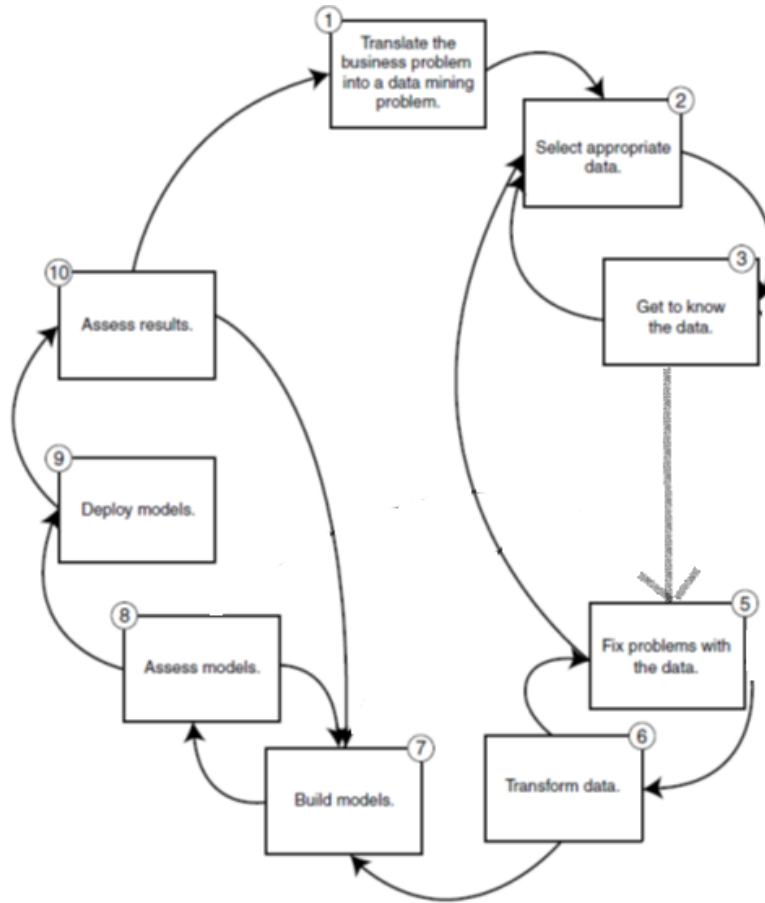 1
Translate the
business problem
into a data mining
problem.
2
Select appropriate
data.
3
Get to know
the data.
5
Fix problems with
the data.
6
Transform data.
7
Build models.
8
Assess models.
9
Deploy models.
10
Assess results.